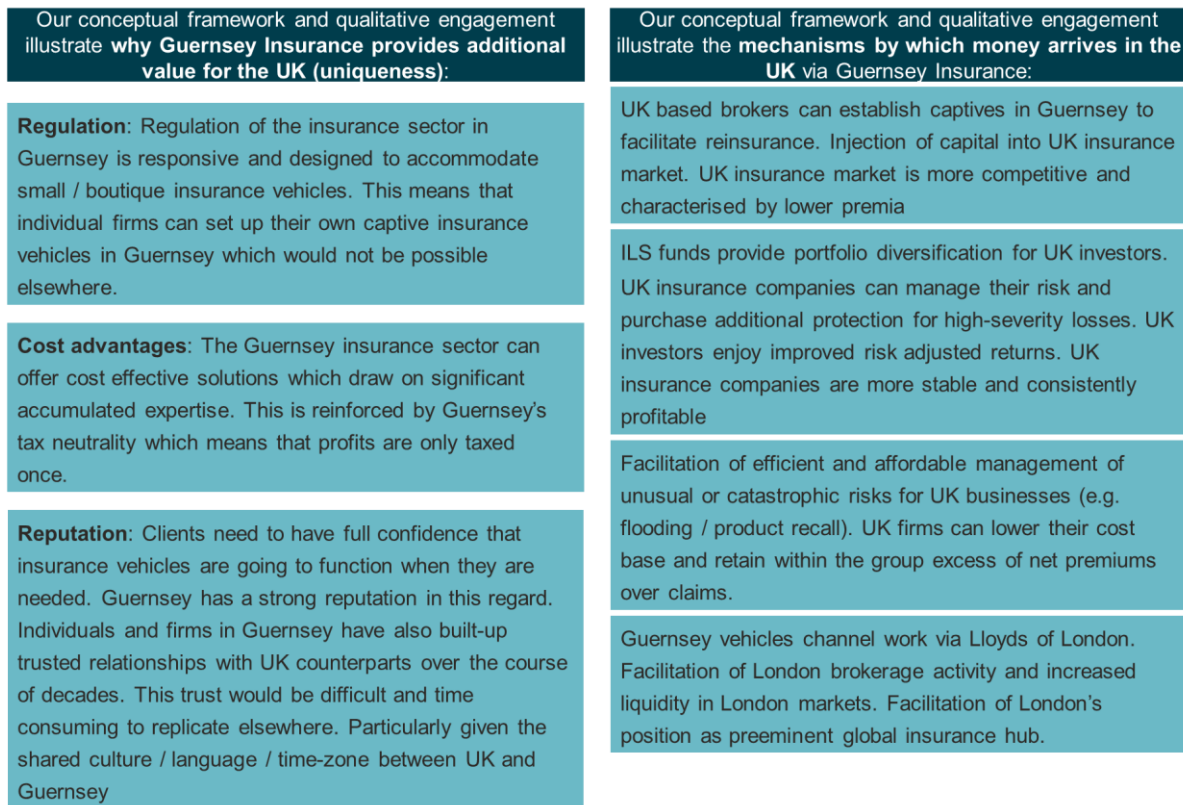 Our conceptual framework and qualitative engagement
illustrate why Guernsey Insurance provides additional
value for the UK (uniqueness):
Regulation: Regulation of the insurance sector in
Guernsey is responsive and designed to accommodate
small / boutique insurance vehicles. This means that
individual firms can set up their own captive insurance
vehicles in Guernsey which would not be possible
elsewhere.
Cost advantages: The Guernsey insurance sector can
offer cost effective solutions which draw on significant
accumulated expertise. This is reinforced by Guernsey's
tax neutrality which means that profits are only taxed
once.
Reputation: Clients need to have full confidence that
insurance vehicles are going to function when they are
needed. Guernsey has a strong reputation in this regard.
Individuals and firms in Guernsey have also built-up
trusted relationships with UK counterparts over the course
of decades. This trust would be difficult and time
consuming to replicate elsewhere. Particularly given the
shared culture / language / time-zone between UK and
Guernsey
Our conceptual framework and qualitative engagement
illustrate the mechanisms by which money arrives in the
UK via Guernsey Insurance:
UK based brokers can establish captives in Guernsey to
facilitate reinsurance. Injection of capital into UK insurance
market. UK insurance market is more competitive and
characterised by lower premia
ILS funds provide portfolio diversification for UK investors.
UK insurance companies can manage their risk and
purchase additional protection for high-severity losses. UK
investors enjoy improved risk adjusted returns. UK
insurance companies are more stable and consistently
profitable
Facilitation of efficient and affordable management of
unusual or catastrophic risks for UK businesses (e.g.
flooding / product recall). UK firms can lower their cost
base and retain within the group excess of net premiums
over claims.
Guernsey vehicles channel work via Lloyds of London.
Facilitation of London brokerage activity and increased
liquidity in London markets. Facilitation of London's
position as preeminent global insurance hub.